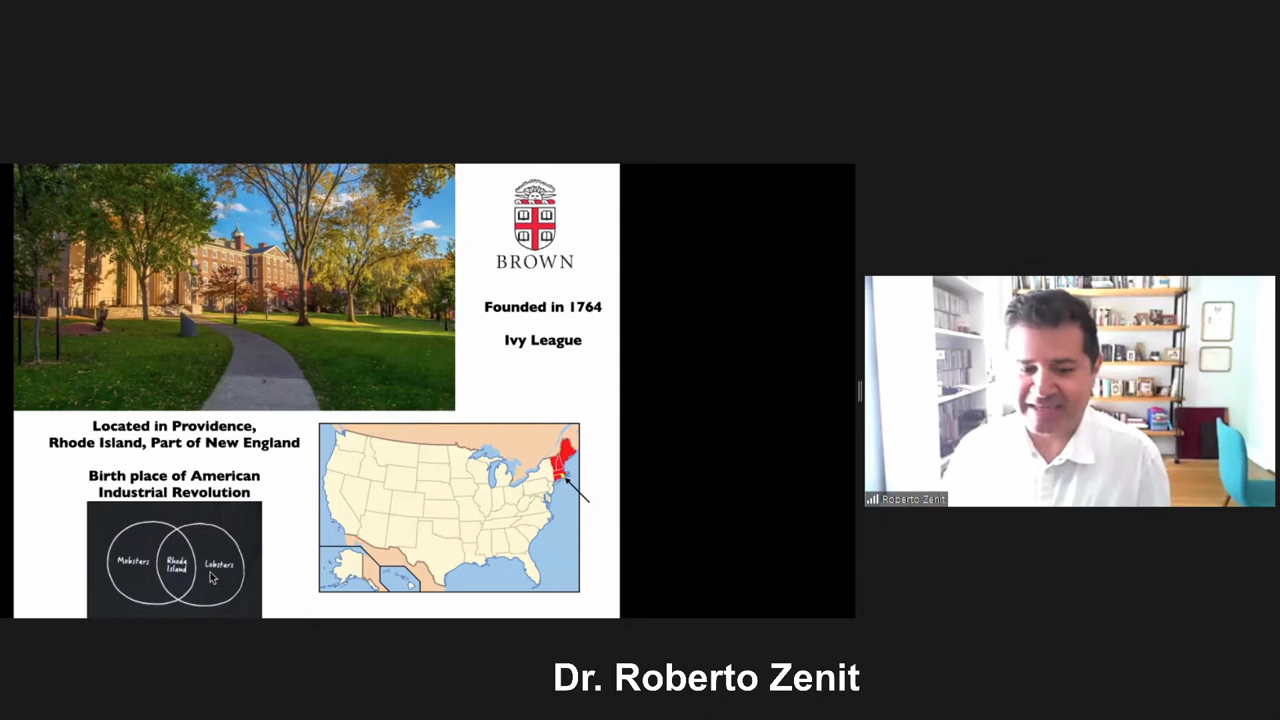 BROWN
Founded in 1764
Ivy League
Located in Providence,
Rhode Island, Part of New England
Birth place of American
Industrial Revolution
Mobsters
Rhode
Island
Lobsters
Roberto Zenit
Dr. Roberto Zenit